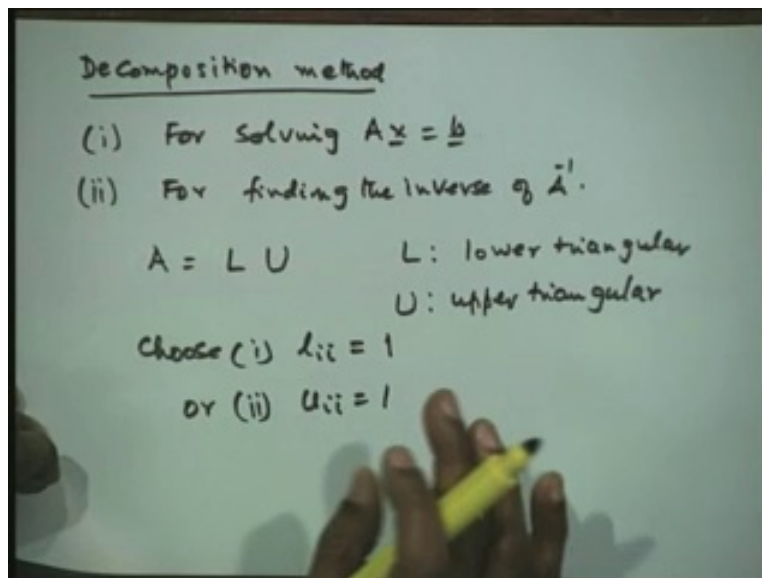 Decomposition method
(i) For solving A x = b
(ii) For finding the inverse of A⁻¹.
A = L U L : lower triangular
U : upper triangular
Choose (i) lii = 1
or (ii) uii = 1